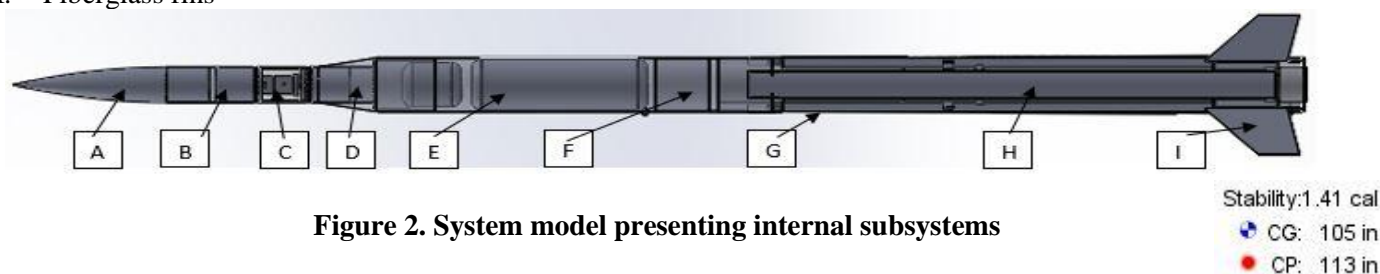 Fiberglass fins
A B C D E F G H I
Figure 2. System model presenting internal subsystems
Stability:1.41 cal
CG: 105 in
CP: 113 in